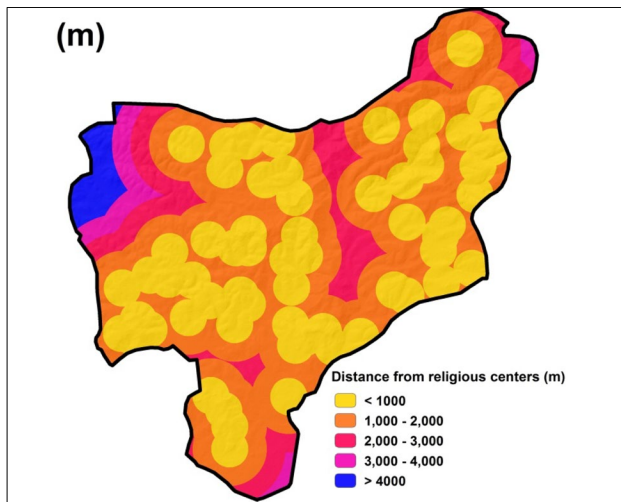 (m)
Distance from religious centers (m)
< 1000
1,000 - 2,000
2,000 - 3,000
3,000 - 4,000
> 4000